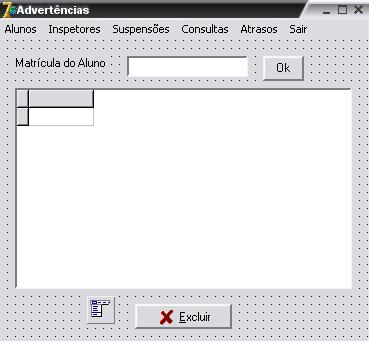 Advertências
Alunos Inspetores Suspensões Consultas Atrasos Sair
Matrícula do Aluno Ok
Excluir